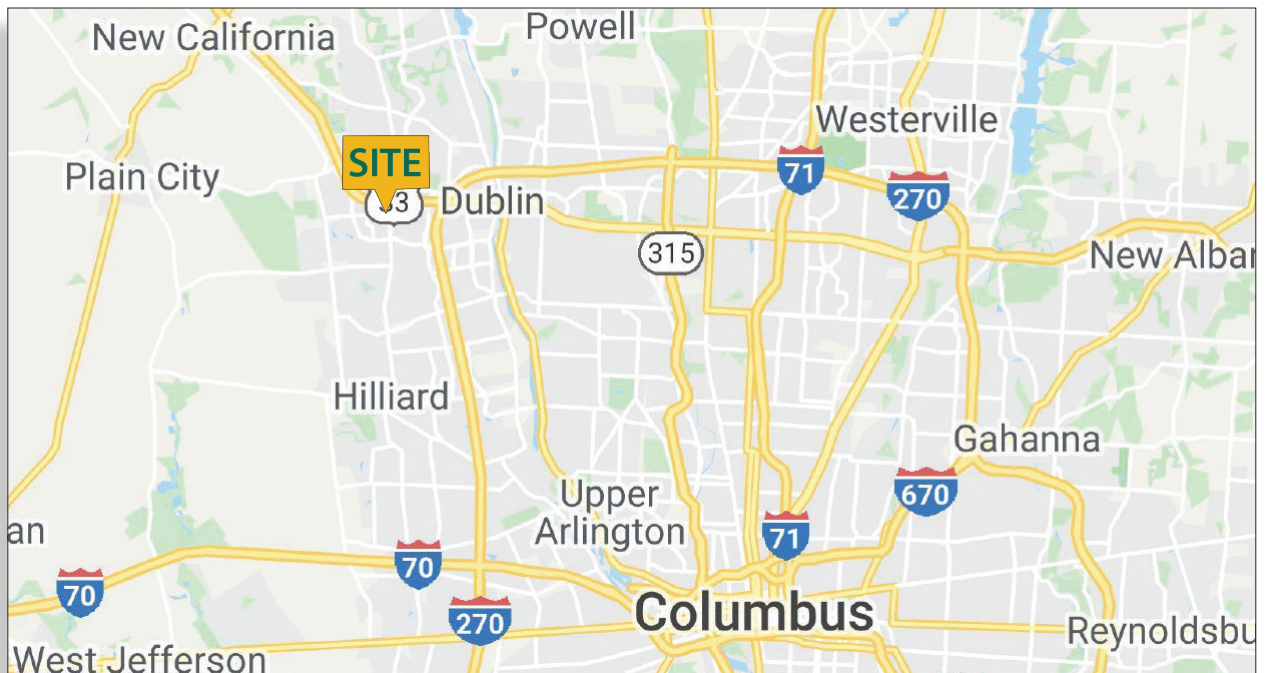 New California
Powell
Westerville
SITE
71
Plain City
270
Dublin
315
New Albar
Hilliard
Gahanna
670
Upper
Arlington
an
71
70
70
Columbus
270
Reynoldsbu
West Jefferson